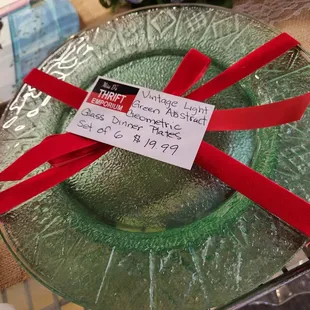 THRIFT
EMPORIUM
Vintage Light
Green Abstract
Geometric
Glass Dinner Plates
Set of 6 $19.99